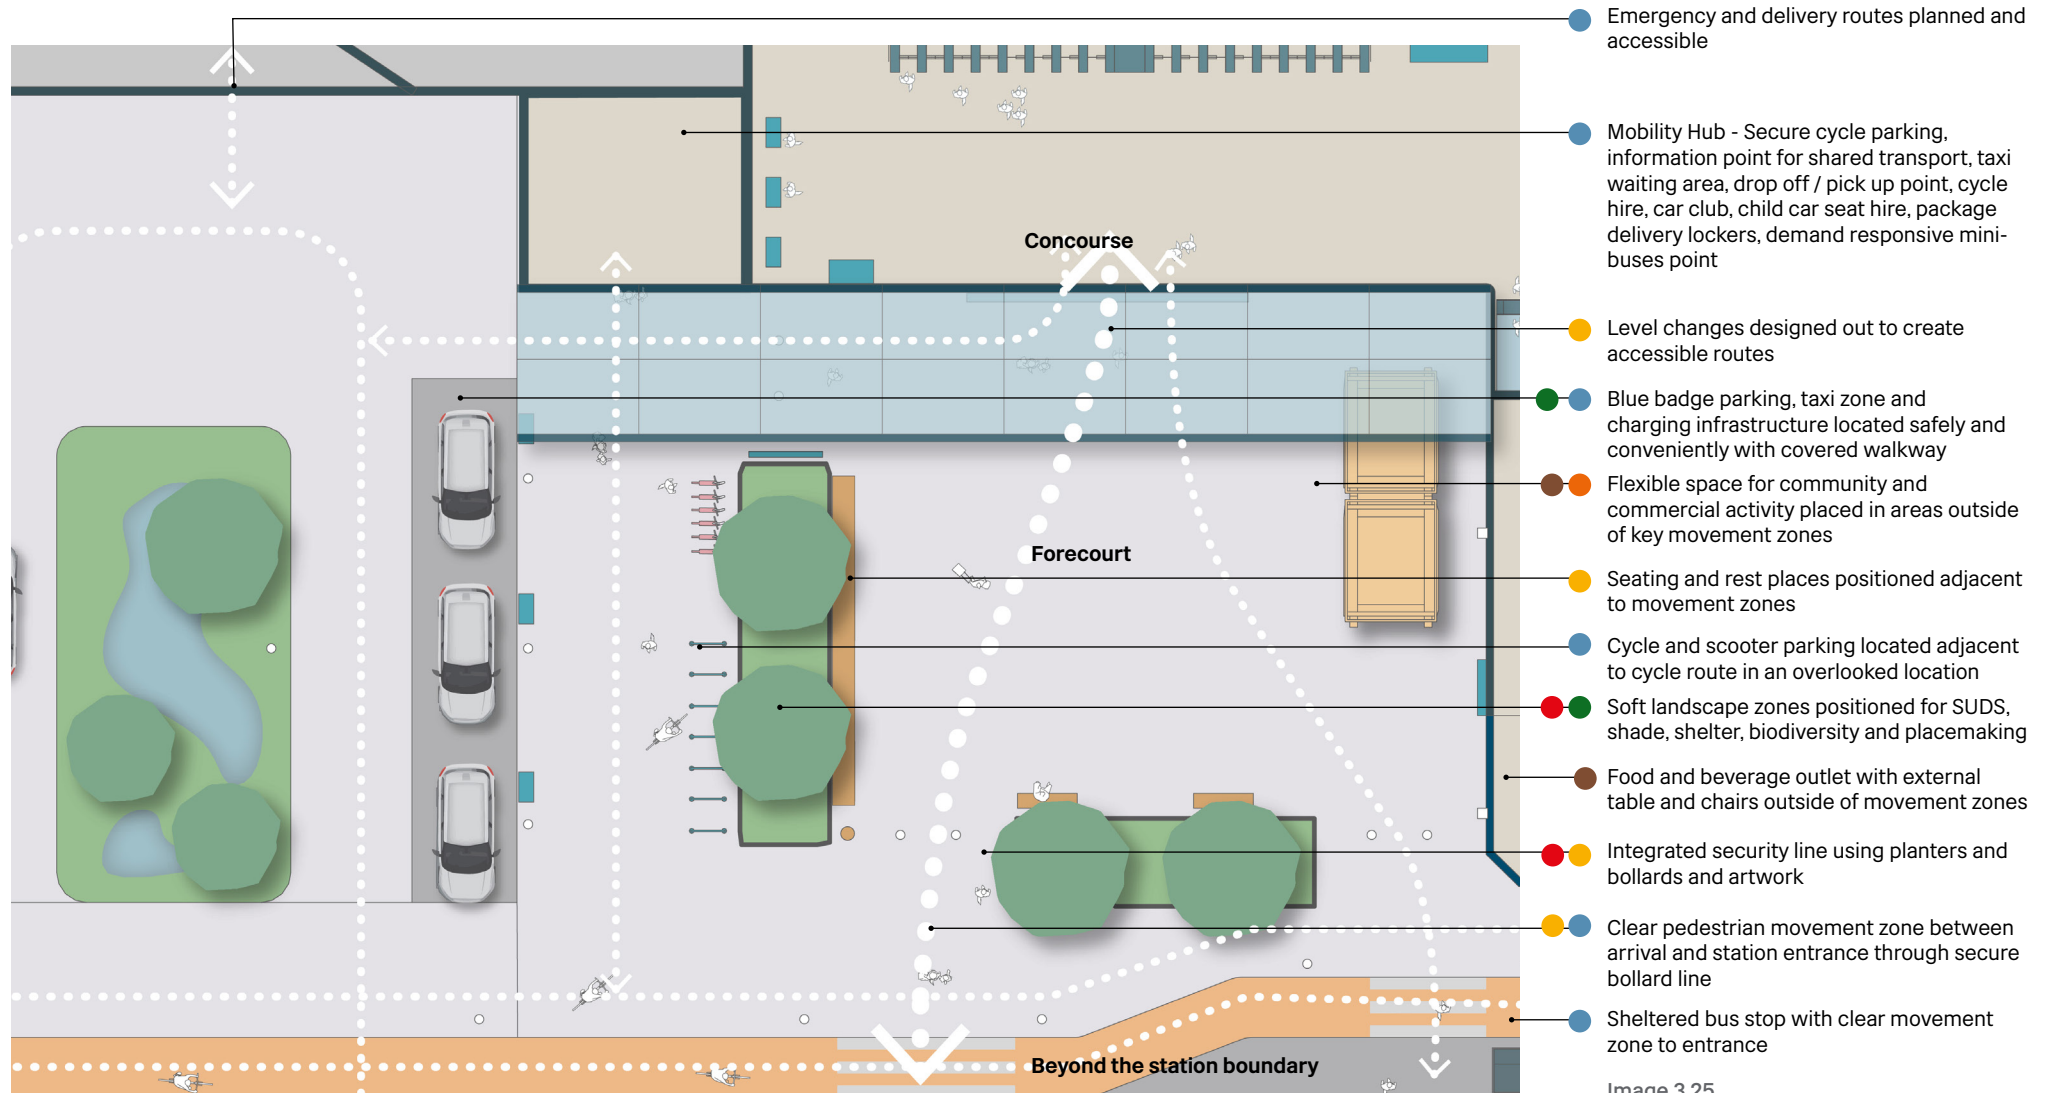 Emergency and delivery routes planned and
accessible
Mobility Hub - Secure cycle parking,
information point for shared transport, taxi
waiting area, drop off / pick up point, cycle
hire, car club, child car seat hire, package
delivery lockers, demand responsive mini-
buses point
Concourse
Level changes designed out to create
accessible routes
Blue badge parking, taxi zone and
charging infrastructure located safely and
conveniently with covered walkway
Flexible space for community and
commercial activity placed in areas outside
of key movement zones
Forecourt
Seating and rest places positioned adjacent
to movement zones
Cycle and scooter parking located adjacent
to cycle route in an overlooked location
Soft landscape zones positioned for SUDS,
shade, shelter, biodiversity and placemaking
Food and beverage outlet with external
table and chairs outside of movement zones
Integrated security line using planters and
bollards and artwork
Clear pedestrian movement zone between
arrival and station entrance through secure
bollard line
Sheltered bus stop with clear movement
zone to entrance
Beyond the station boundary
Image 3.25